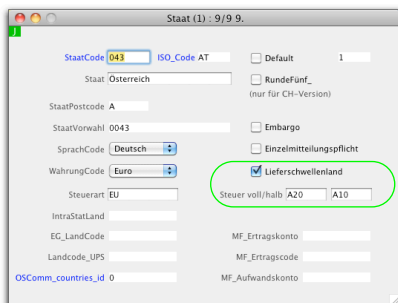 Staat (1) : 9/9 9.
StaatCode 043 ISO_Code AT Default 1
Staat Österreich RundeFünf_
(nur für CH-Version)
StaatPostcode A
StaatVorwahl 0043 Embargo
SprachCode Deutsch Einzelmitteilungspflicht
WahrungCode Euro Lieferschwellenland
Steuerart EU Steuer voll/halb A20 A10
IntraStatLand
EG_LandCode MF_Ertragskonto
Landcode_UPS MF_Ertragscode
OSComm_countries_id 0 MF_Aufwandskonto